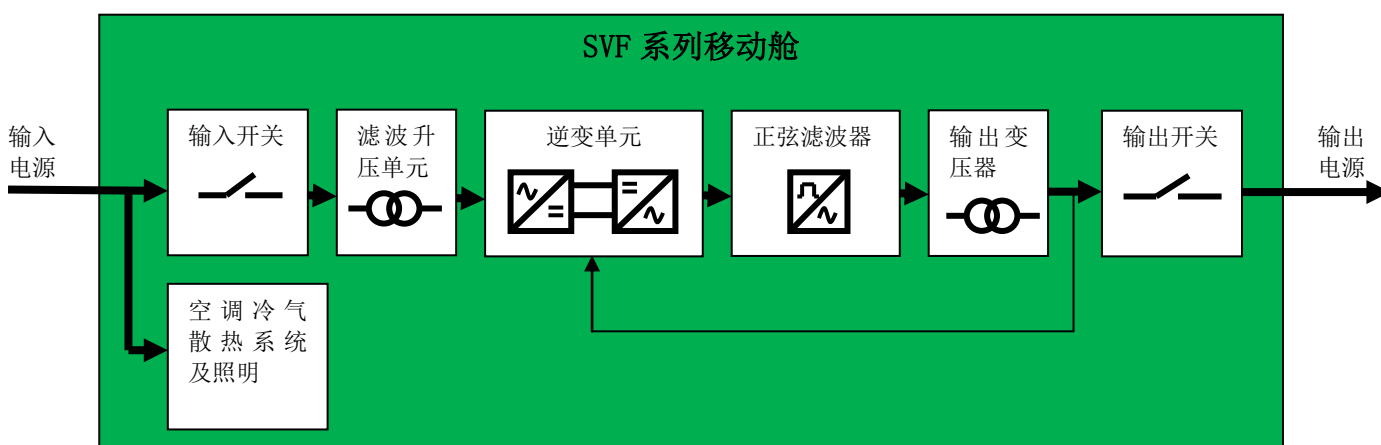 SVF 系列移动舱
输入
电源
输入开关
滤波升
压单元
逆变单元
正弦滤波器
输出变
压器
输出开关
输出
电源
空调冷气
散热系统
及照明